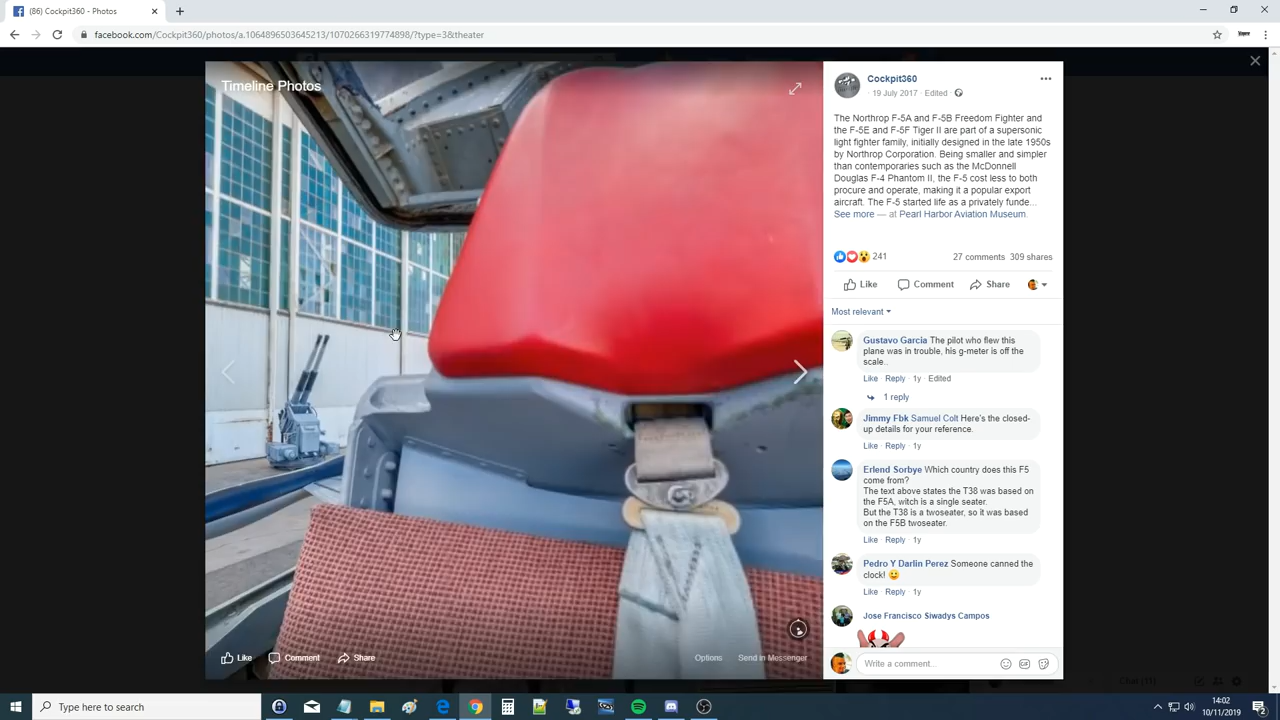 (86) Cockpit360 - Photos
facebook.com/Cockpit360/photos/a.1064896503645213/1070266319774898/?type=3&theater
Timeline Photos
Cockpit360
19 July 2017 · Edited ·
The Northrop F-5A and F-5B Freedom Fighter and
the F-5E and F-5F Tiger II are part of a supersonic
light fighter family, initially designed in the late 1950s
by Northrop Corporation. Being smaller and simpler
than contemporaries such as the McDonnell
Douglas F-4 Phantom II, the F-5 cost less to both
procure and operate, making it a popular export
aircraft. The F-5 started life as a privately funde...
See more — at Pearl Harbor Aviation Museum.
241
27 comments 309 shares
Like Comment Share
Most relevant
Gustavo Garcia The pilot who flew this
plane was in trouble, his g-meter is off the
scale..
Like · Reply · 1y · Edited
1 reply
Jimmy Fbk Samuel Colt Here's the closed-
up details for your reference.
Like · Reply · 1y
Erlend Sorbye Which country does this F5
come from?
The text above states the T38 was based on
the F5A, witch is a single seater.
But the T38 is a twoseater, so it was based
on the F5B twoseater.
Like · Reply · 1y
Pedro Y Darlin Perez Someone canned the
clock!
Like · Reply · 1y
Jose Francisco Siwadys Campos
Like Comment Share
Options Send in Messenger
Write a comment...
GIF
Chat (11)
Type here to search
14:02
10/11/2019
2